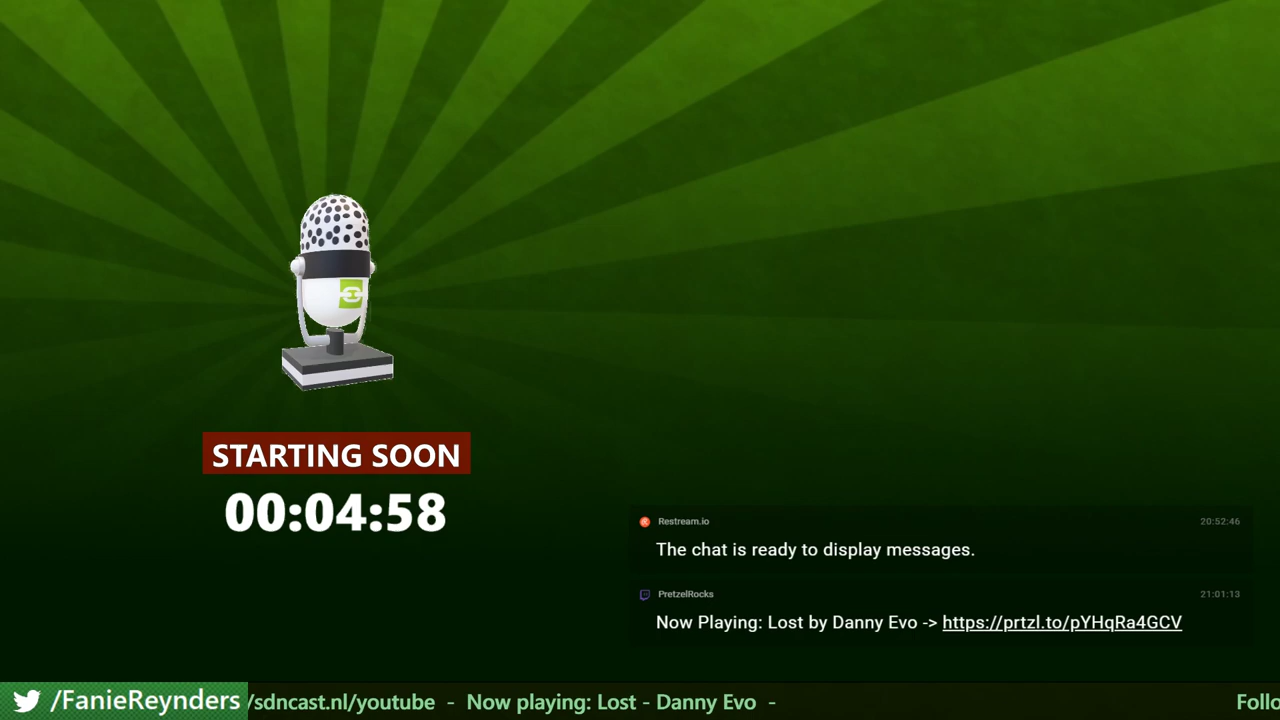 STARTING SOON
00:04:58
Restream.io 20:52:46
The chat is ready to display messages.
PretzelRocks 21:01:13
Now Playing: Lost by Danny Evo -> https://prtzl.to/pYHqRa4GCV
/FanieReynders /sdncast.nl/youtube - Now playing: Lost - Danny Evo - Follo